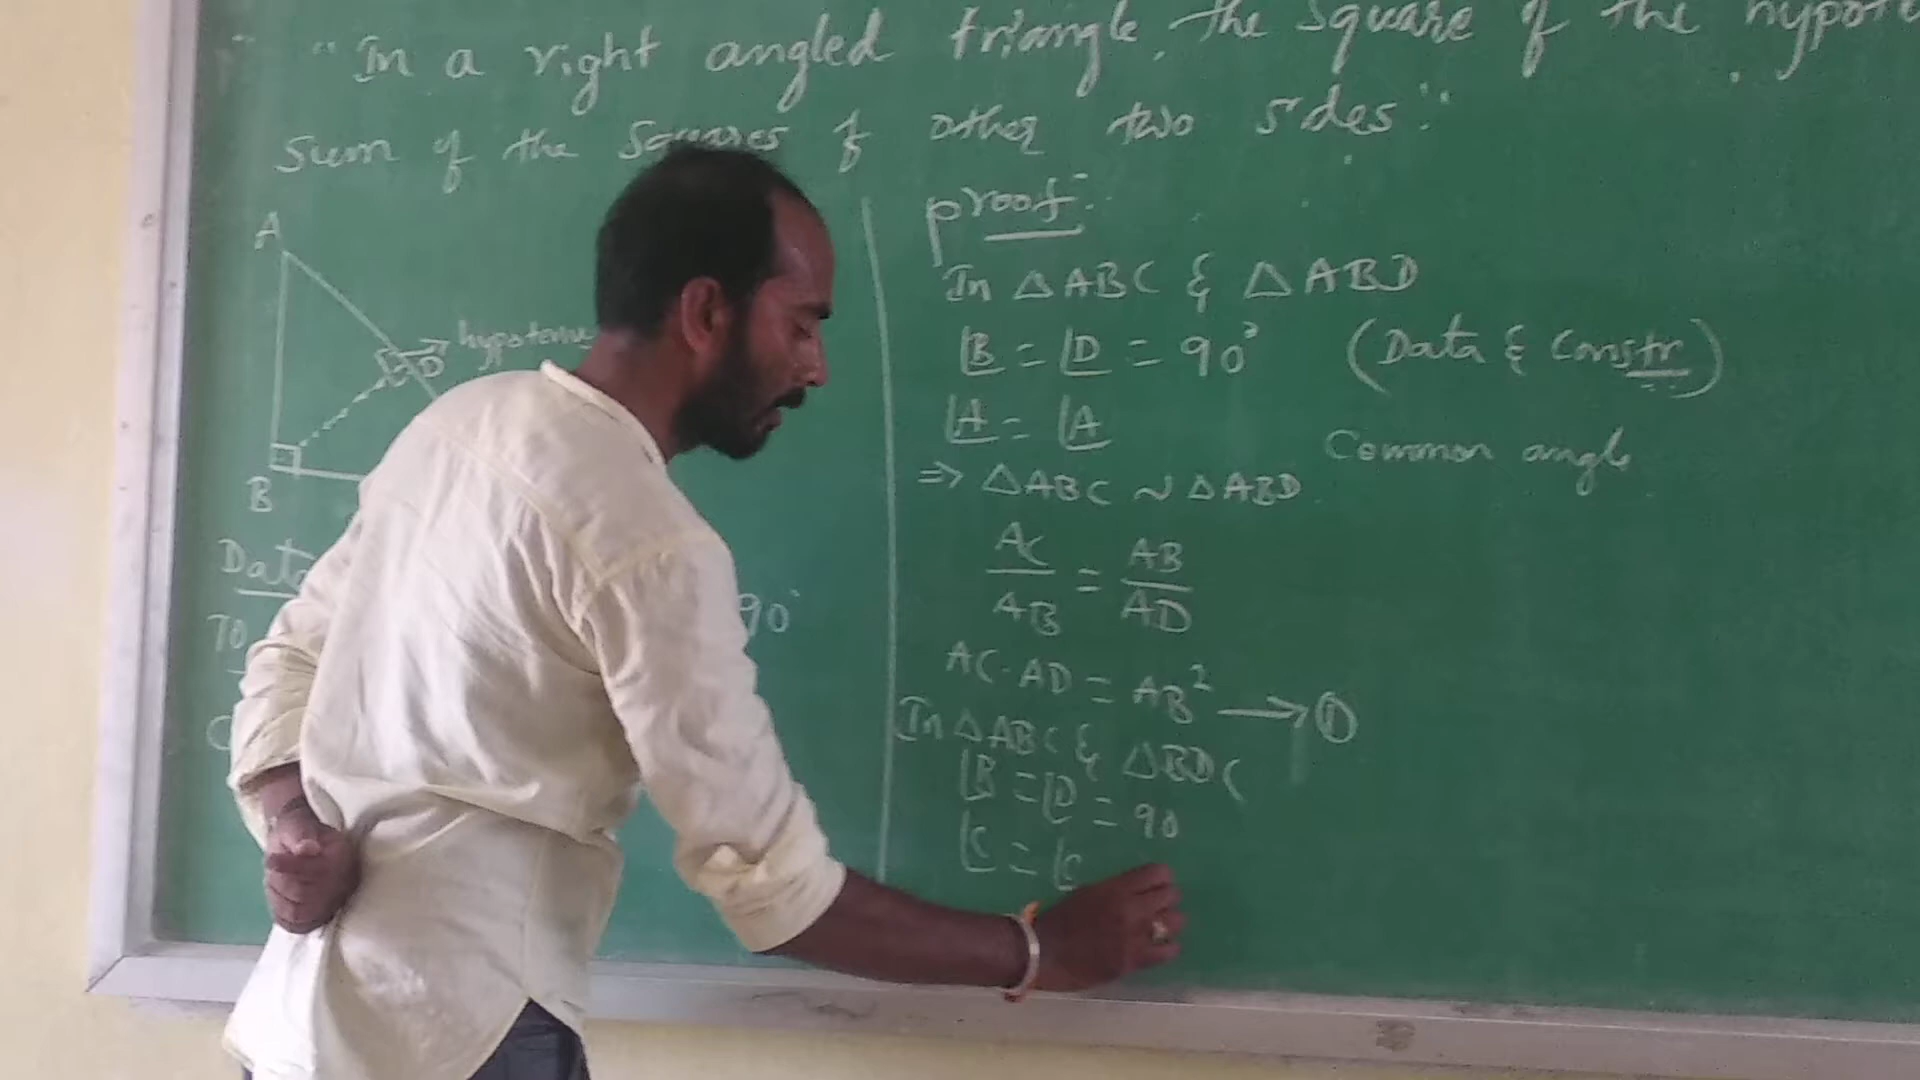 "In a right angled triangle, the square of the
sum of the squares of other two sides."
A
hypotenu
D
B
Data
To
90°
proof:-
In △ABC & △ABD
∠B = ∠D = 90° (Data & Constr)
∠A = ∠A Common angle
=> △ABC ~ △ABD
AC/AB = AB/AD
AC·AD = AB² → ①
In △ABC & △BDC
∠B = ∠D = 90
∠C = ∠C